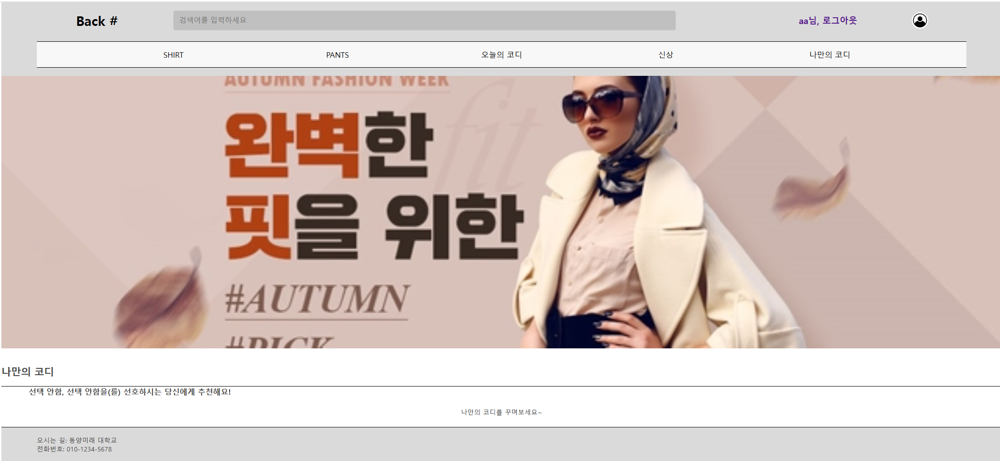 Back #
검색어를 입력하세요
aa님, 로그아웃
SHIRT
PANTS
오늘의 코디
신상
나만의 코디
AUTUMN FASHION WEEK
fit
완벽한
핏을 위한
#AUTUMN
#PICK
나만의 코디
선택 안함, 선택 안함을(를) 선호하시는 당신에게 추천해요!
나만의 코디를 꾸며보세요~
오시는 길: 동양미래 대학교
전화번호: 010-1234-5678